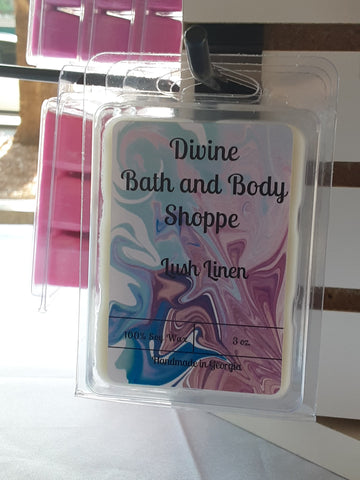 Divine
Bath and Body
Shoppe
Lush Linen
100% Soy Wax 3 oz.
Handmade in Georgia